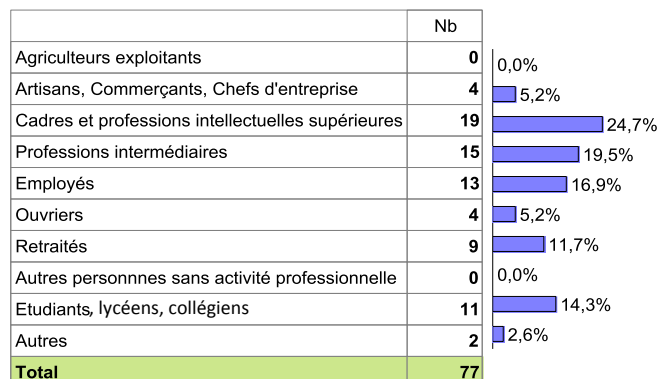 Nb
Agriculteurs exploitants 0 0,0%
Artisans, Commerçants, Chefs d'entreprise 4 5,2%
Cadres et professions intellectuelles supérieures 19 24,7%
Professions intermédiaires 15 19,5%
Employés 13 16,9%
Ouvriers 4 5,2%
Retraités 9 11,7%
Autres personnnes sans activité professionnelle 0 0,0%
Etudiants, lycéens, collégiens 11 14,3%
Autres 2 2,6%
Total 77